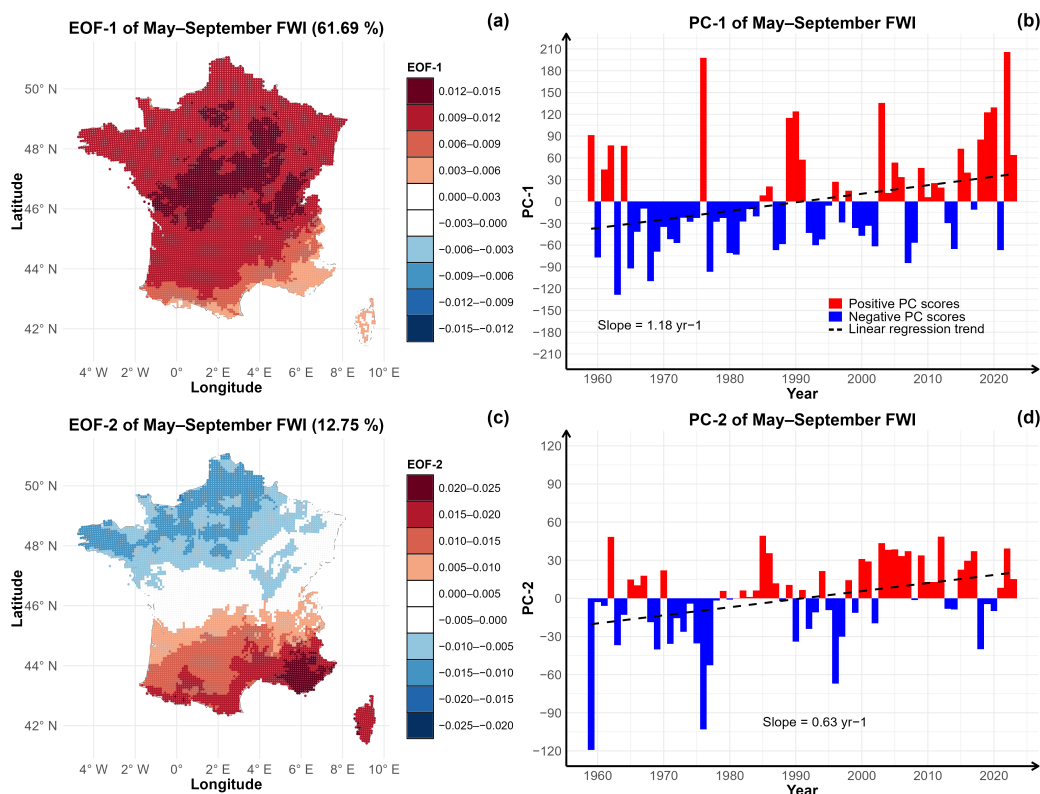 EOF-1 of May–September FWI (61.69 %)
(a)
50° N
48° N
46° N
44° N
42° N
Latitude
4° W 2° W 0° 2° E 4° E 6° E 8° E 10° E
Longitude
EOF-1
0.012–0.015
0.009–0.012
0.006–0.009
0.003–0.006
0.000–0.003
−0.003–0.000
−0.006–−0.003
−0.009–−0.006
−0.012–−0.009
−0.015–−0.012
PC-1 of May–September FWI
(b)
210
180
150
120
90
60
30
0
−30
−60
−90
−120
−150
−180
−210
PC-1
Positive PC scores
Negative PC scores
Linear regression trend
Slope = 1.18 yr−1
1960 1970 1980 1990 2000 2010 2020
Year
EOF-2 of May–September FWI (12.75 %)
(c)
50° N
48° N
46° N
44° N
42° N
Latitude
4° W 2° W 0° 2° E 4° E 6° E 8° E 10° E
Longitude
EOF-2
0.020–0.025
0.015–0.020
0.010–0.015
0.005–0.010
0.000–0.005
−0.005–0.000
−0.010–−0.005
−0.015–−0.010
−0.020–−0.015
−0.025–−0.020
PC-2 of May–September FWI
(d)
120
90
60
30
0
−30
−60
−90
−120
PC-2
Slope = 0.63 yr−1
1960 1970 1980 1990 2000 2010 2020
Year